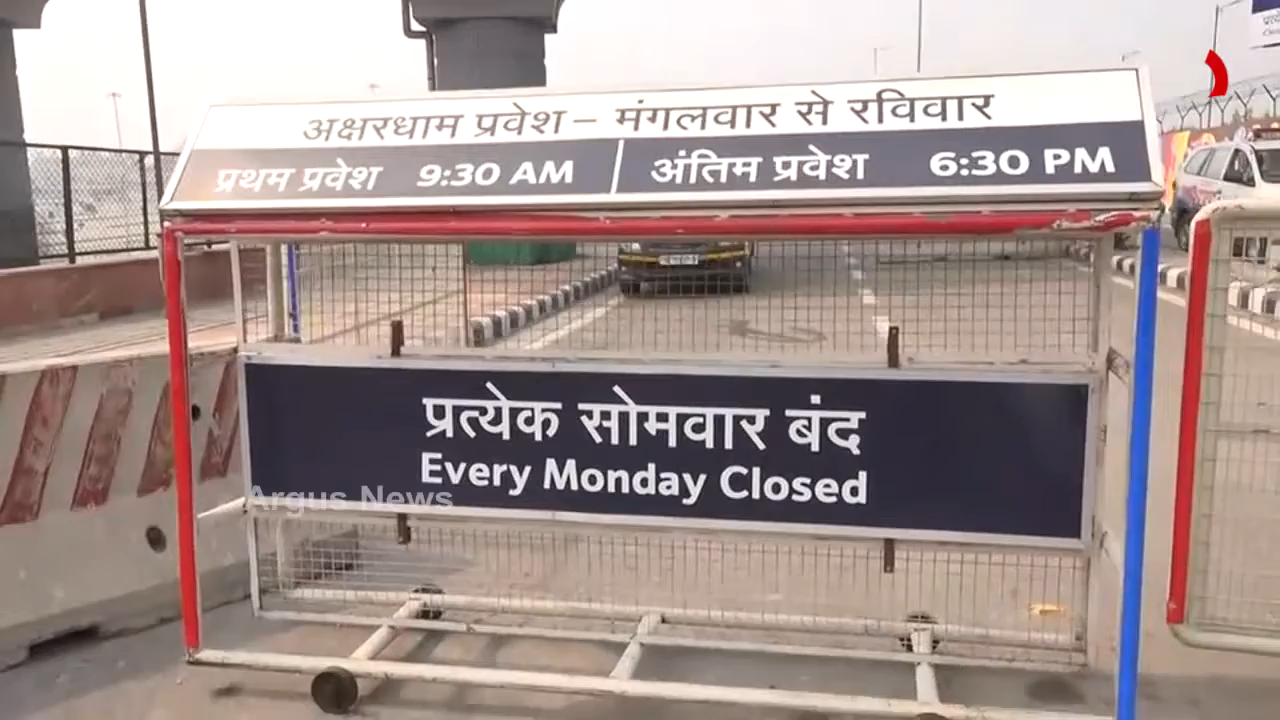 अक्षरधाम प्रवेश – मंगलवार से रविवार
प्रथम प्रवेश 9:30 AM | अंतिम प्रवेश 6:30 PM
प्रत्येक सोमवार बंद
Every Monday Closed
Argus News